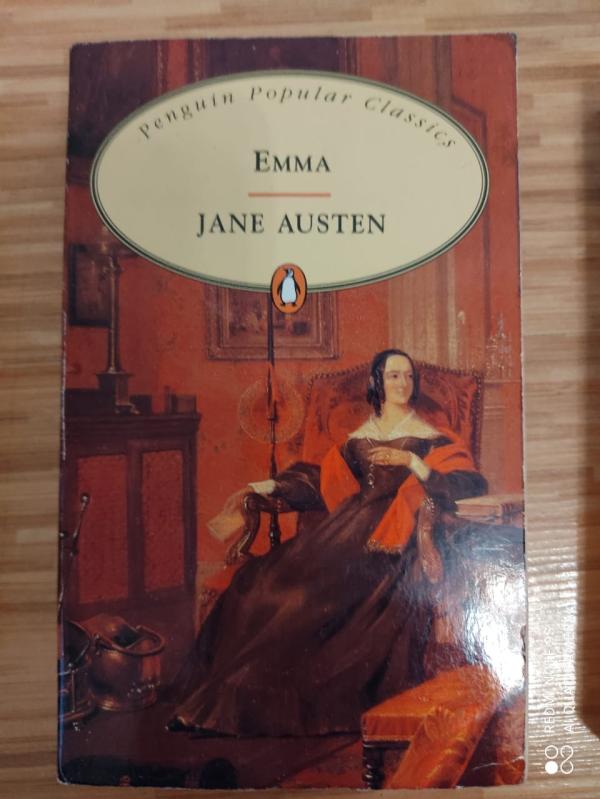 Penguin Popular Classics
EMMA
JANE AUSTEN